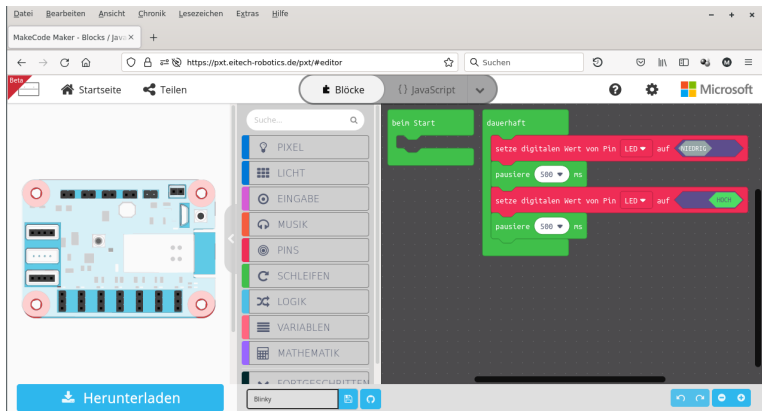 Datei Bearbeiten Ansicht Chronik Lesezeichen Extras Hilfe
MakeCode Maker - Blocks / Java
https://pxt.eitech-robotics.de/pxt/#editor
Suchen
Beta
Startseite
Teilen
Blöcke
{} JavaScript
Microsoft
Suche...
PIXEL
LICHT
EINGABE
MUSIK
PINS
SCHLEIFEN
LOGIK
VARIABLEN
MATHEMATIK
FORTGESCHRITTEN
beim Start
dauerhaft
setze digitalen Wert von Pin LED auf NIEDRIG
pausiere 500 ms
setze digitalen Wert von Pin LED auf HOCH
pausiere 500 ms
Herunterladen
Blinky